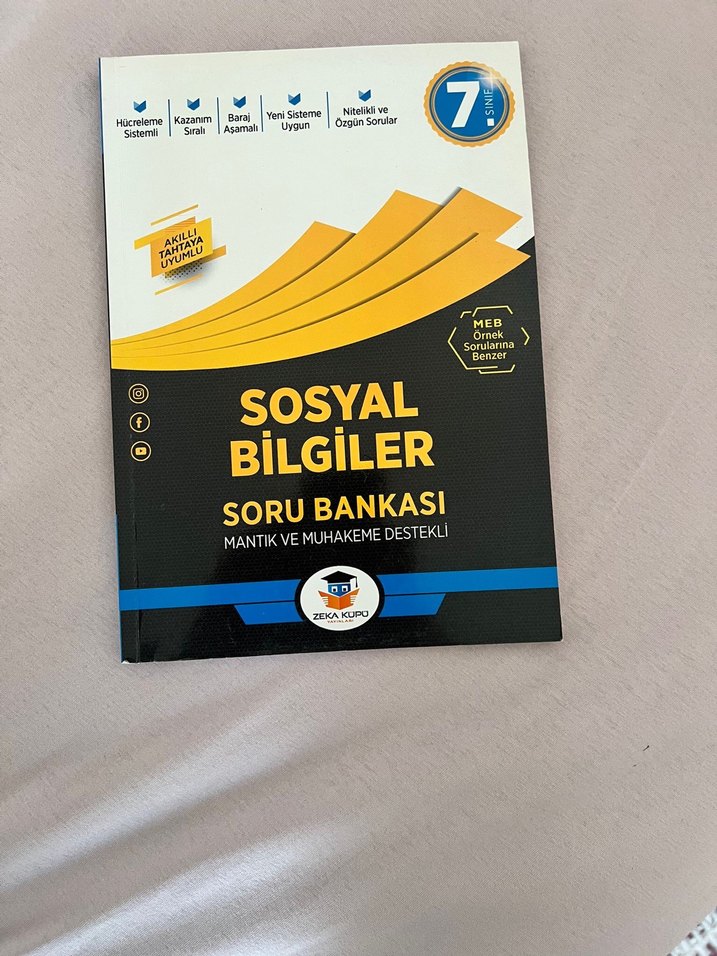 Hücreleme
Sistemli
Kazanım
Sıralı
Baraj
Aşamalı
Yeni Sisteme
Uygun
Nitelikli ve
Özgün Sorular
7.
SINIF
AKILLI
TAHTAYA
UYUMLU
MEB
Örnek
Sorularına
Benzer
SOSYAL
BİLGİLER
SORU BANKASI
MANTIK VE MUHAKEME DESTEKLİ
ZEKA KÜPÜ
YAYINLARI